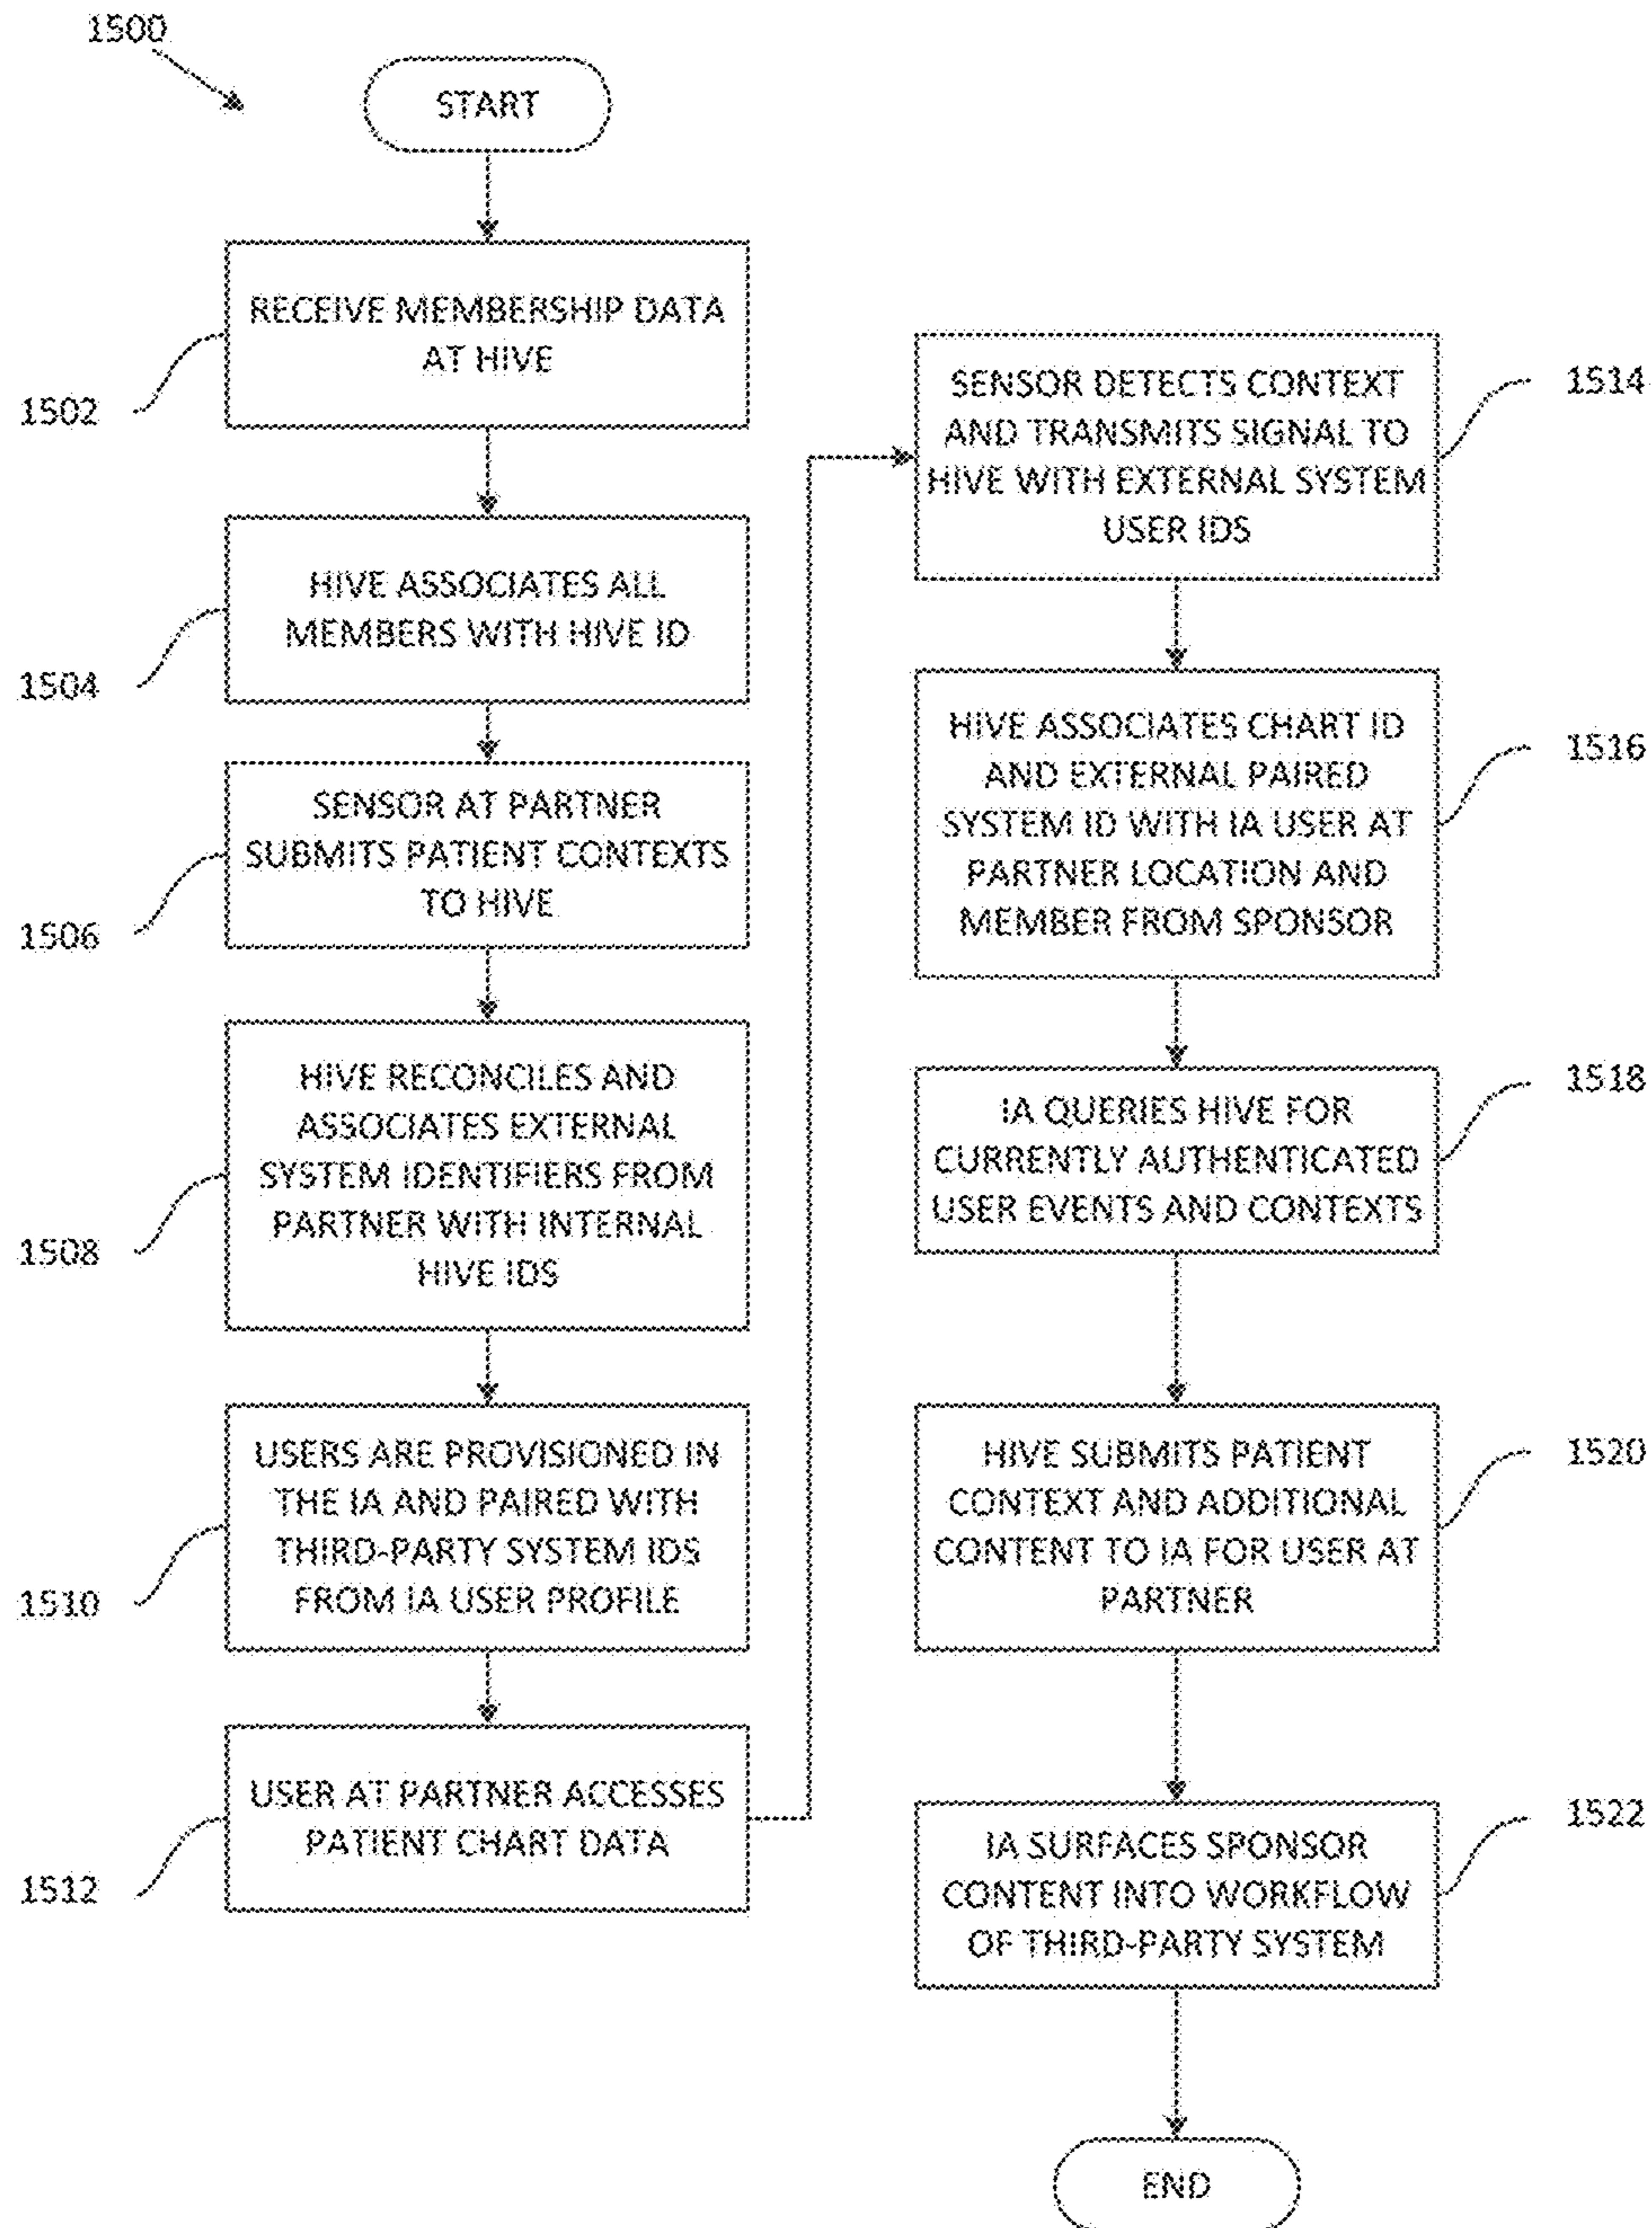 1500
START
RECEIVE MEMBERSHIP DATA
AT HIVE
1502
HIVE ASSOCIATES ALL
MEMBERS WITH HIVE ID
1504
SENSOR AT PARTNER
SUBMITS PATIENT CONTEXTS
TO HIVE
1506
HIVE RECONCILES AND
ASSOCIATES EXTERNAL
SYSTEM IDENTIFIERS FROM
PARTNER WITH INTERNAL
HIVE IDS
1508
USERS ARE PROVISIONED IN
THE IA AND PAIRED WITH
THIRD-PARTY SYSTEM IDS
FROM IA USER PROFILE
1510
USER AT PARTNER ACCESSES
PATIENT CHART DATA
1512
SENSOR DETECTS CONTEXT
AND TRANSMITS SIGNAL TO
HIVE WITH EXTERNAL SYSTEM
USER IDS
1514
HIVE ASSOCIATES CHART ID
AND EXTERNAL PAIRED
SYSTEM ID WITH IA USER AT
PARTNER LOCATION AND
MEMBER FROM SPONSOR
1516
IA QUERIES HIVE FOR
CURRENTLY AUTHENTICATED
USER EVENTS AND CONTEXTS
1518
HIVE SUBMITS PATIENT
CONTEXT AND ADDITIONAL
CONTENT TO IA FOR USER AT
PARTNER
1520
IA SURFACES SPONSOR
CONTENT INTO WORKFLOW
OF THIRD-PARTY SYSTEM
1522
END